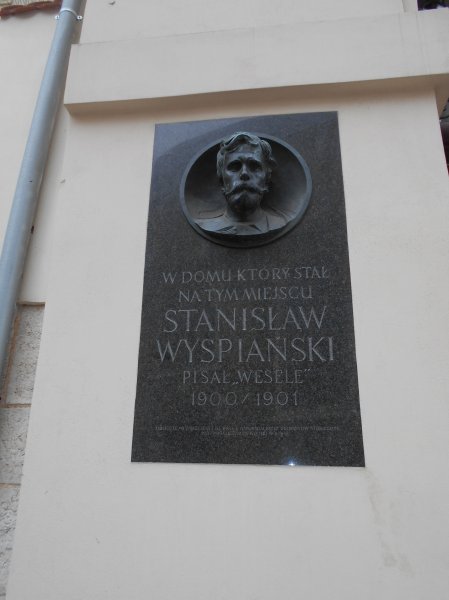 W DOMU KTÓRY STAŁ
NA TYM MIEJSCU
STANISŁAW
WYSPIAŃSKI
PISAŁ „WESELE”
1900/1901